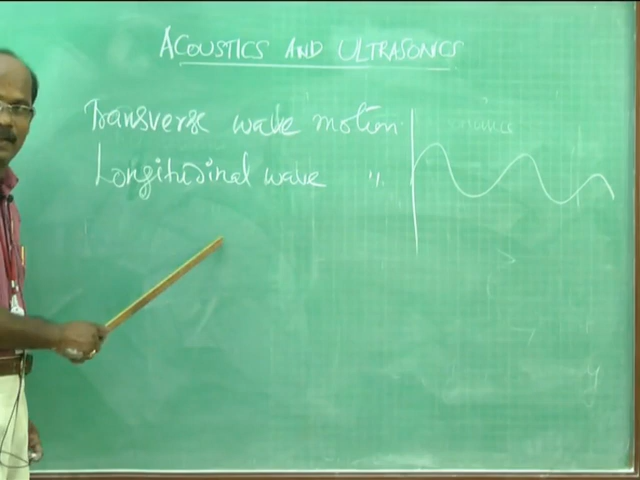 ACOUSTICS AND ULTRASONICS
Transverse wave motion.
Longitudinal wave "